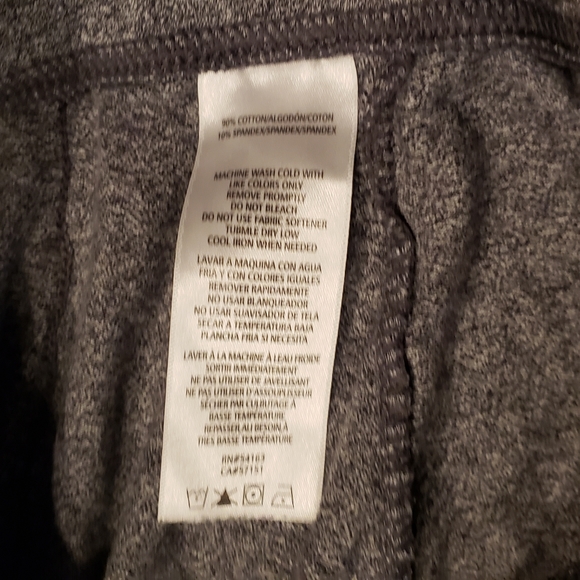 90% COTTON/ALGODÓN/COTON
10% SPANDEX/SPANDEX/SPANDEX
MACHINE WASH COLD WITH
LIKE COLORS ONLY
REMOVE PROMPTLY
DO NOT BLEACH
DO NOT USE FABRIC SOFTENER
TUBMLE DRY LOW
COOL IRON WHEN NEEDED
LAVAR A MAQUINA CON AGUA
FRIA Y CON COLORES IGUALES
REMOVER RAPIDAMENTE
NO USAR BLANQUEADOR
NO USAR SUAVISADOR DE TELA
SECAR A TEMPERATURA BAJA
PLANCHA FRIA SI NECESITA
LAVER À LA MACHINE À LEAU FROIDE
SORTIR IMMÉDIATEMENT
NE PAS UTILISER DE JAVELLISANT
NE PAS UTILISER D'ASSOUPLISSEUR
SÉCHER PAR CULBUTAGE À
BASSE TEMPÉRATURE
REPASSER AU BESOIN À
TRÈS BASSE TEMPÉRATURE
RN#54163
CA#57151